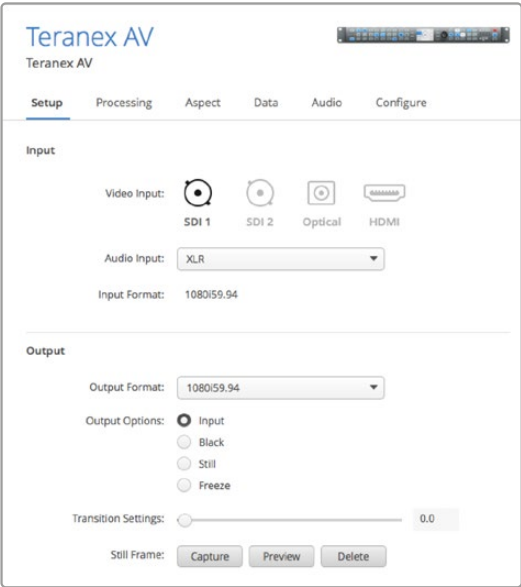 Teranex AV
Teranex AV
Setup Processing Aspect Data Audio Configure
Input
Video Input:
SDI 1 SDI 2 Optical HDMI
Audio Input: XLR
Input Format: 1080i59.94
Output
Output Format: 1080i59.94
Output Options: Input
Black
Still
Freeze
Transition Settings: 0.0
Still Frame: Capture Preview Delete